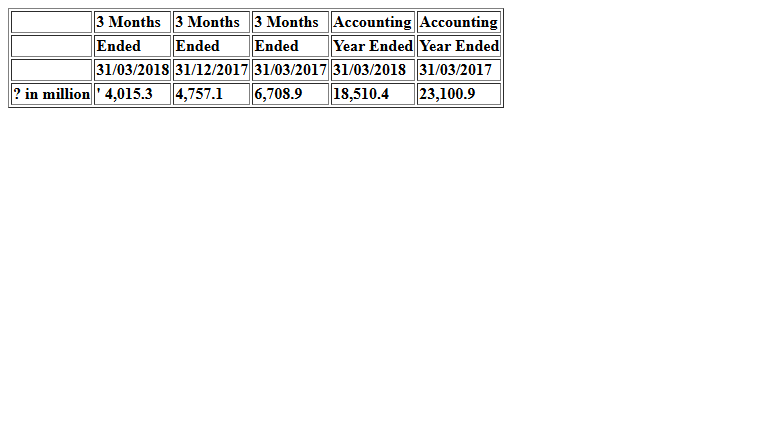 3 Months 3 Months 3 Months Accounting Accounting
Ended Ended Ended Year Ended Year Ended
31/03/2018 31/12/2017 31/03/2017 31/03/2018 31/03/2017
? in million ' 4,015.3 4,757.1 6,708.9 18,510.4 23,100.9